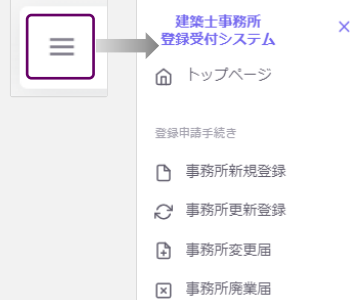 建築士事務所
登録受付システム
トップページ
登録申請手続き
事務所新規登録
事務所更新登録
事務所変更届
事務所廃業届